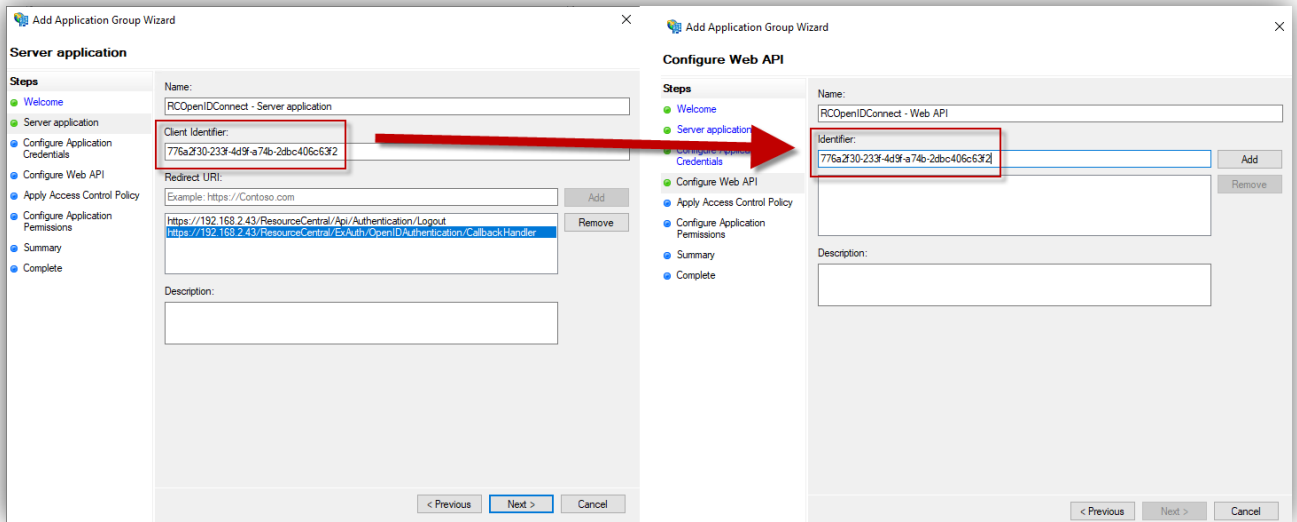 Add Application Group Wizard
Server application
Steps
Welcome
Server application
Configure Application
Credentials
Configure Web API
Apply Access Control Policy
Configure Application
Permissions
Summary
Complete
Name:
RCOpenIDConnect - Server application
Client Identifier:
776a2f30-233f-4d9f-a74b-2dbc406c63f2
Redirect URI:
Example: https://Contoso.com
Add
https://192.168.2.43/ResourceCentral/Api/Authentication/Logout
https://192.168.2.43/ResourceCentral/ExAuth/OpenIDAuthentication/CallbackHandler
Remove
Description:
< Previous
Next >
Cancel
Add Application Group Wizard
Configure Web API
Steps
Welcome
Server application
Configure Application
Credentials
Configure Web API
Apply Access Control Policy
Configure Application
Permissions
Summary
Complete
Name:
RCOpenIDConnect - Web API
Identifier:
776a2f30-233f-4d9f-a74b-2dbc406c63f2
Add
Remove
Description:
< Previous
Next >
Cancel